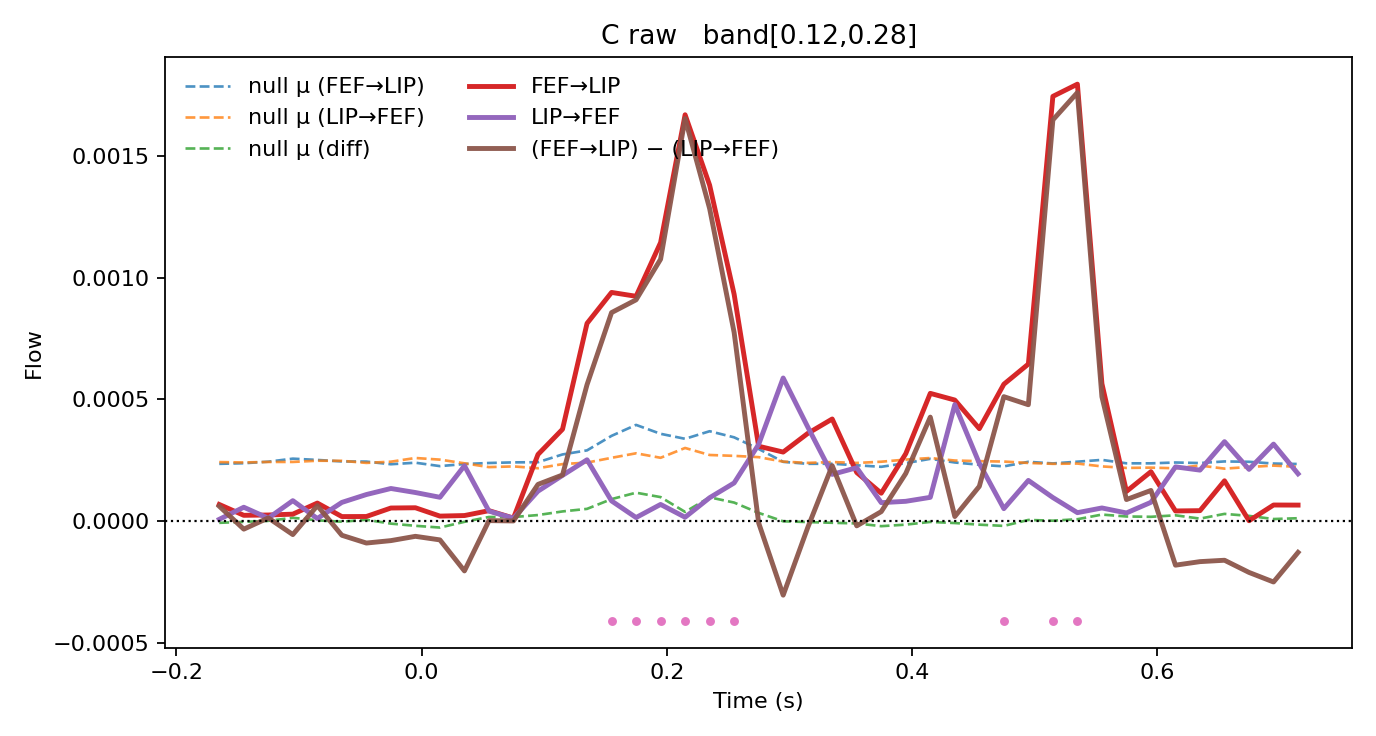 C raw   band[0.12,0.28]
null μ (FEF→LIP)
null μ (LIP→FEF)
null μ (diff)
FEF→LIP
LIP→FEF
(FEF→LIP) − (LIP→FEF)
Flow
0.0015
0.0010
0.0005
0.0000
−0.0005
−0.2
0.0
0.2
0.4
0.6
Time (s)